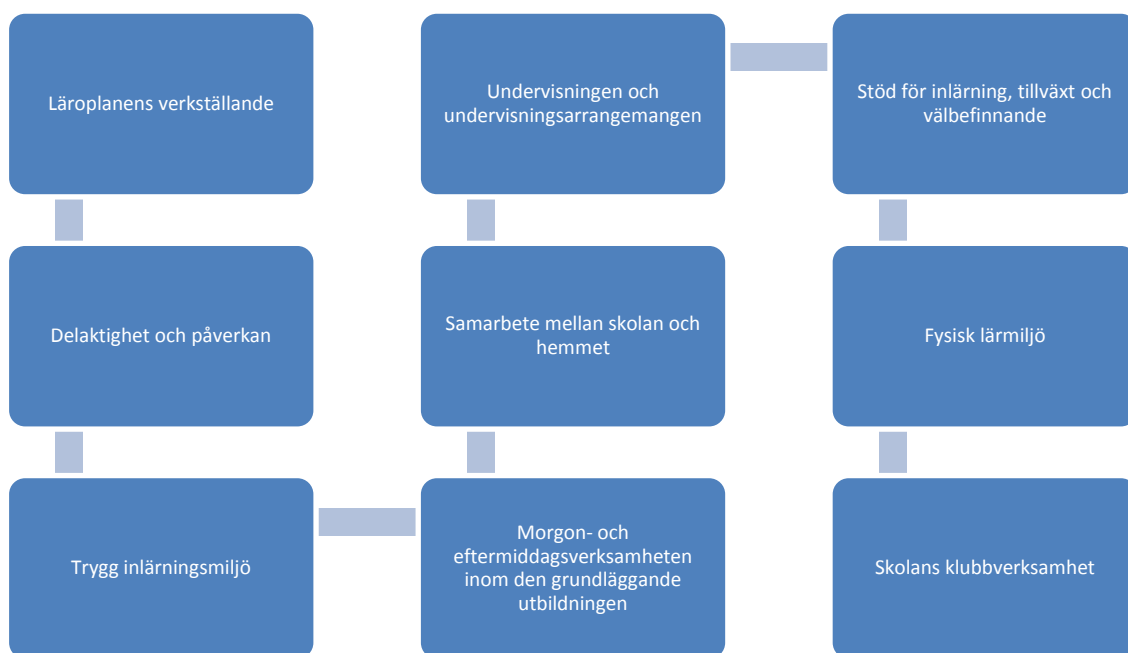 Läroplanens verkställande
Delaktighet och påverkan
Trygg inlärningsmiljö
Morgon- och
eftermiddagsverksamheten
inom den grundläggande
utbildningen
Samarbete mellan skolan och
hemmet
Undervisningen och
undervisningsarrangemangen
Stöd för inlärning, tillväxt och
välbefinnande
Fysisk lärmiljö
Skolans klubbverksamhet